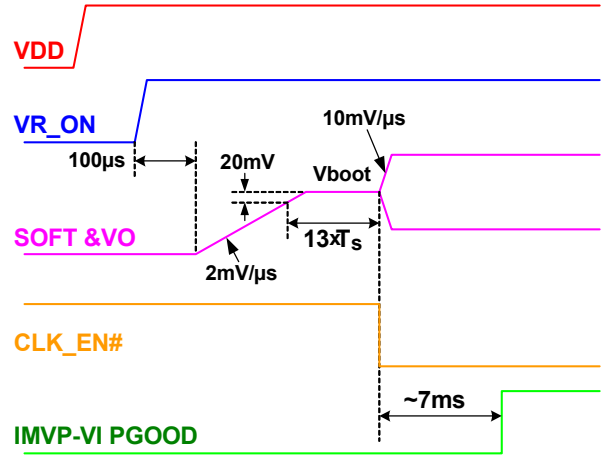 VDD
VR_ON
10mV/µs
100µs
20mV
Vboot
SOFT &VO
13xTs
2mV/µs
CLK_EN#
~7ms
IMVP-VI PGOOD